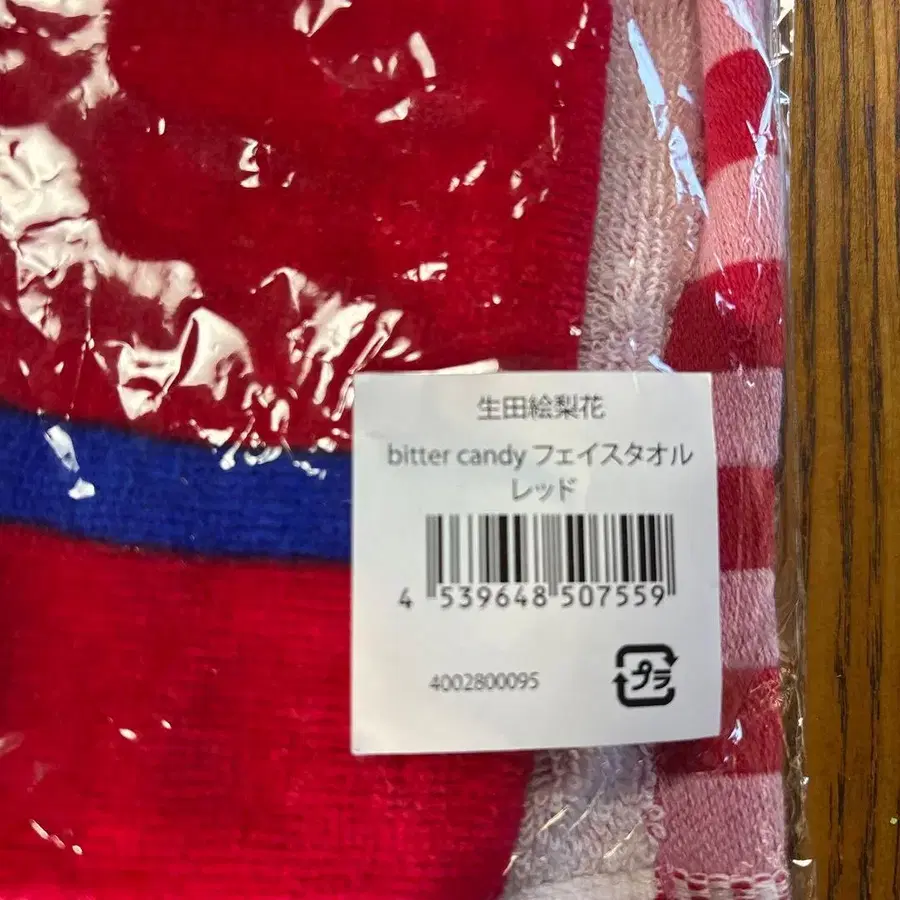 生田絵梨花
bitter candy フェイスタオル
レッド
4 539648 507559
4002800095
プラ